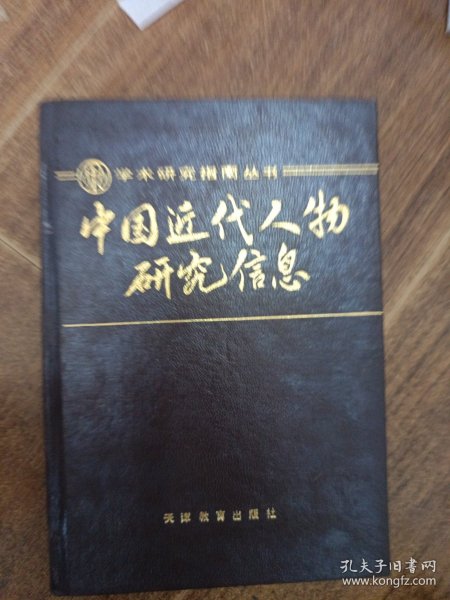 学术研究指南丛书
中国近代人物
研究信息
天津教育出版社
孔夫子旧书网
www.kongfz.com